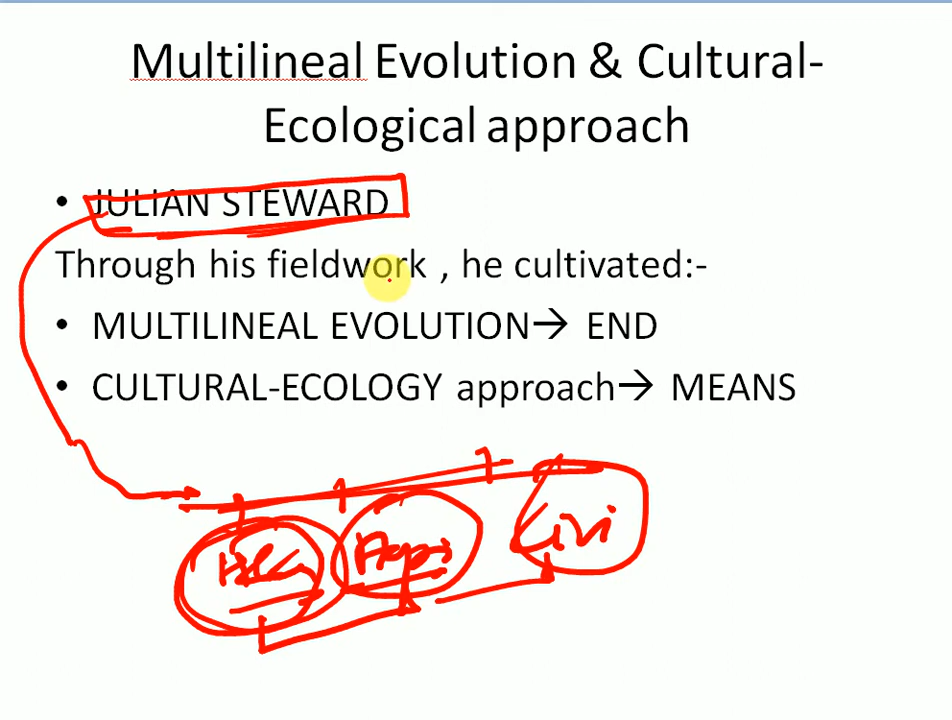 Multilineal Evolution & Cultural-
Ecological approach
• JULIAN STEWARD
Through his fieldwork , he cultivated:-
• MULTILINEAL EVOLUTION→ END
• CULTURAL-ECOLOGY approach→ MEANS
Civi